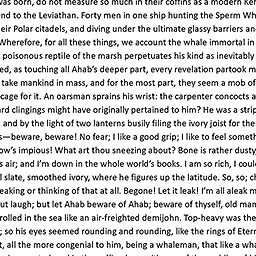 was born, do not measure so much in their coffins as a modern Ken
end to the Leviathan. Forty men in one ship hunting the Sperm Wh
eir Polar citadels, and diving under the ultimate glassy barriers an
Wherefore, for all these things, we account the whale immortal in
poisonous reptile of the marsh perpetuates his kind as inevitably
ed, as touching all Ahab's deeper part, every revelation partook m
take mankind in mass, and for the most part, they seem a mob of
cage for it. An oarsman sprains his wrist: the carpenter concocts a
ard clingings might have originally pertained to him? He was a strip
and by the light of two lanterns busily filing the ivory joist for the
s—beware, beware! No fear; I like a good grip; I like to feel someth
ow's impious! What art thou sneezing about? Bone is rather dusty
s air; and I'm down in the whole world's books. I am so rich, I coul
l slate, smoothed ivory, where he figures up the latitude. So, so; ch
eaking or thinking of that at all. Begone! Let it leak! I'm all aleak m
ut laugh; but let Ahab beware of Ahab; beware of thyself, old man
rolled in the sea like an air-freighted demijohn. Top-heavy was the
; so his eyes seemed rounding and rounding, like the rings of Etern
t, all the more congenial to him, being a whaleman, that like a wha